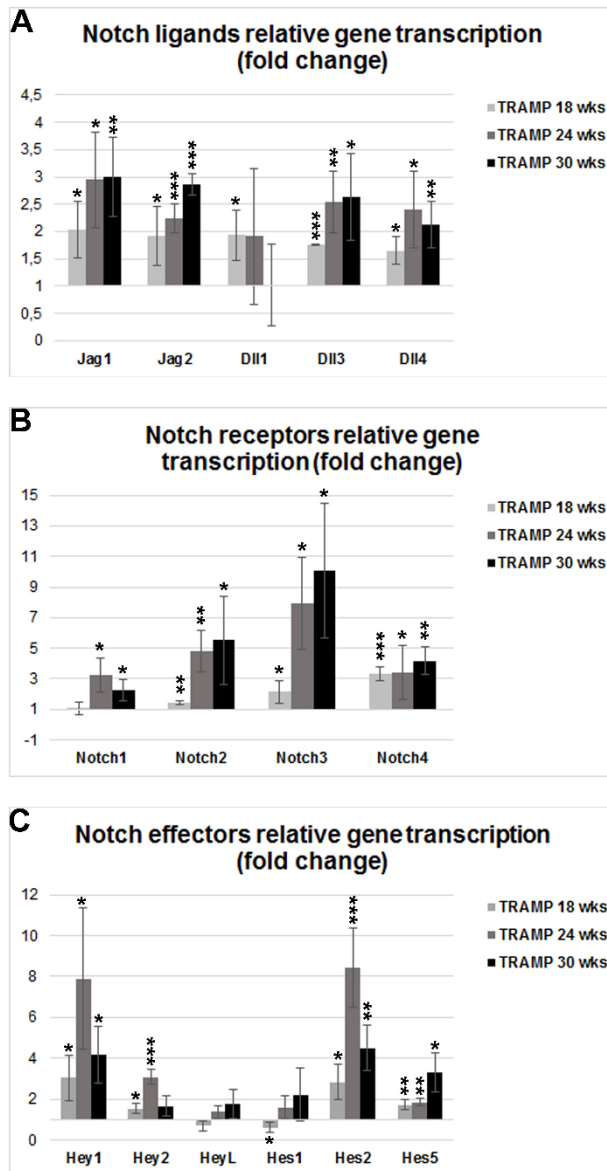 A
Notch ligands relative gene transcription
(fold change)
4,5
4
3,5
3
2,5
2
1,5
1
0,5
0
* * **
* *** ***
*
*** ** *
* * **
Jag1 Jag2 Dll1 Dll3 Dll4
TRAMP 18 wks
TRAMP 24 wks
TRAMP 30 wks
B
Notch receptors relative gene
transcription (fold change)
15
13
11
9
7
5
3
1
-1
* *
** ** *
* * *
*** * **
Notch1 Notch2 Notch3 Notch4
TRAMP 18 wks
TRAMP 24 wks
TRAMP 30 wks
C
Notch effectors relative gene transcription
(fold change)
12
10
8
6
4
2
0
* * *
* ***
*
* *** **
** ** *
Hey1 Hey2 HeyL Hes1 Hes2 Hes5
TRAMP 18 wks
TRAMP 24 wks
TRAMP 30 wks